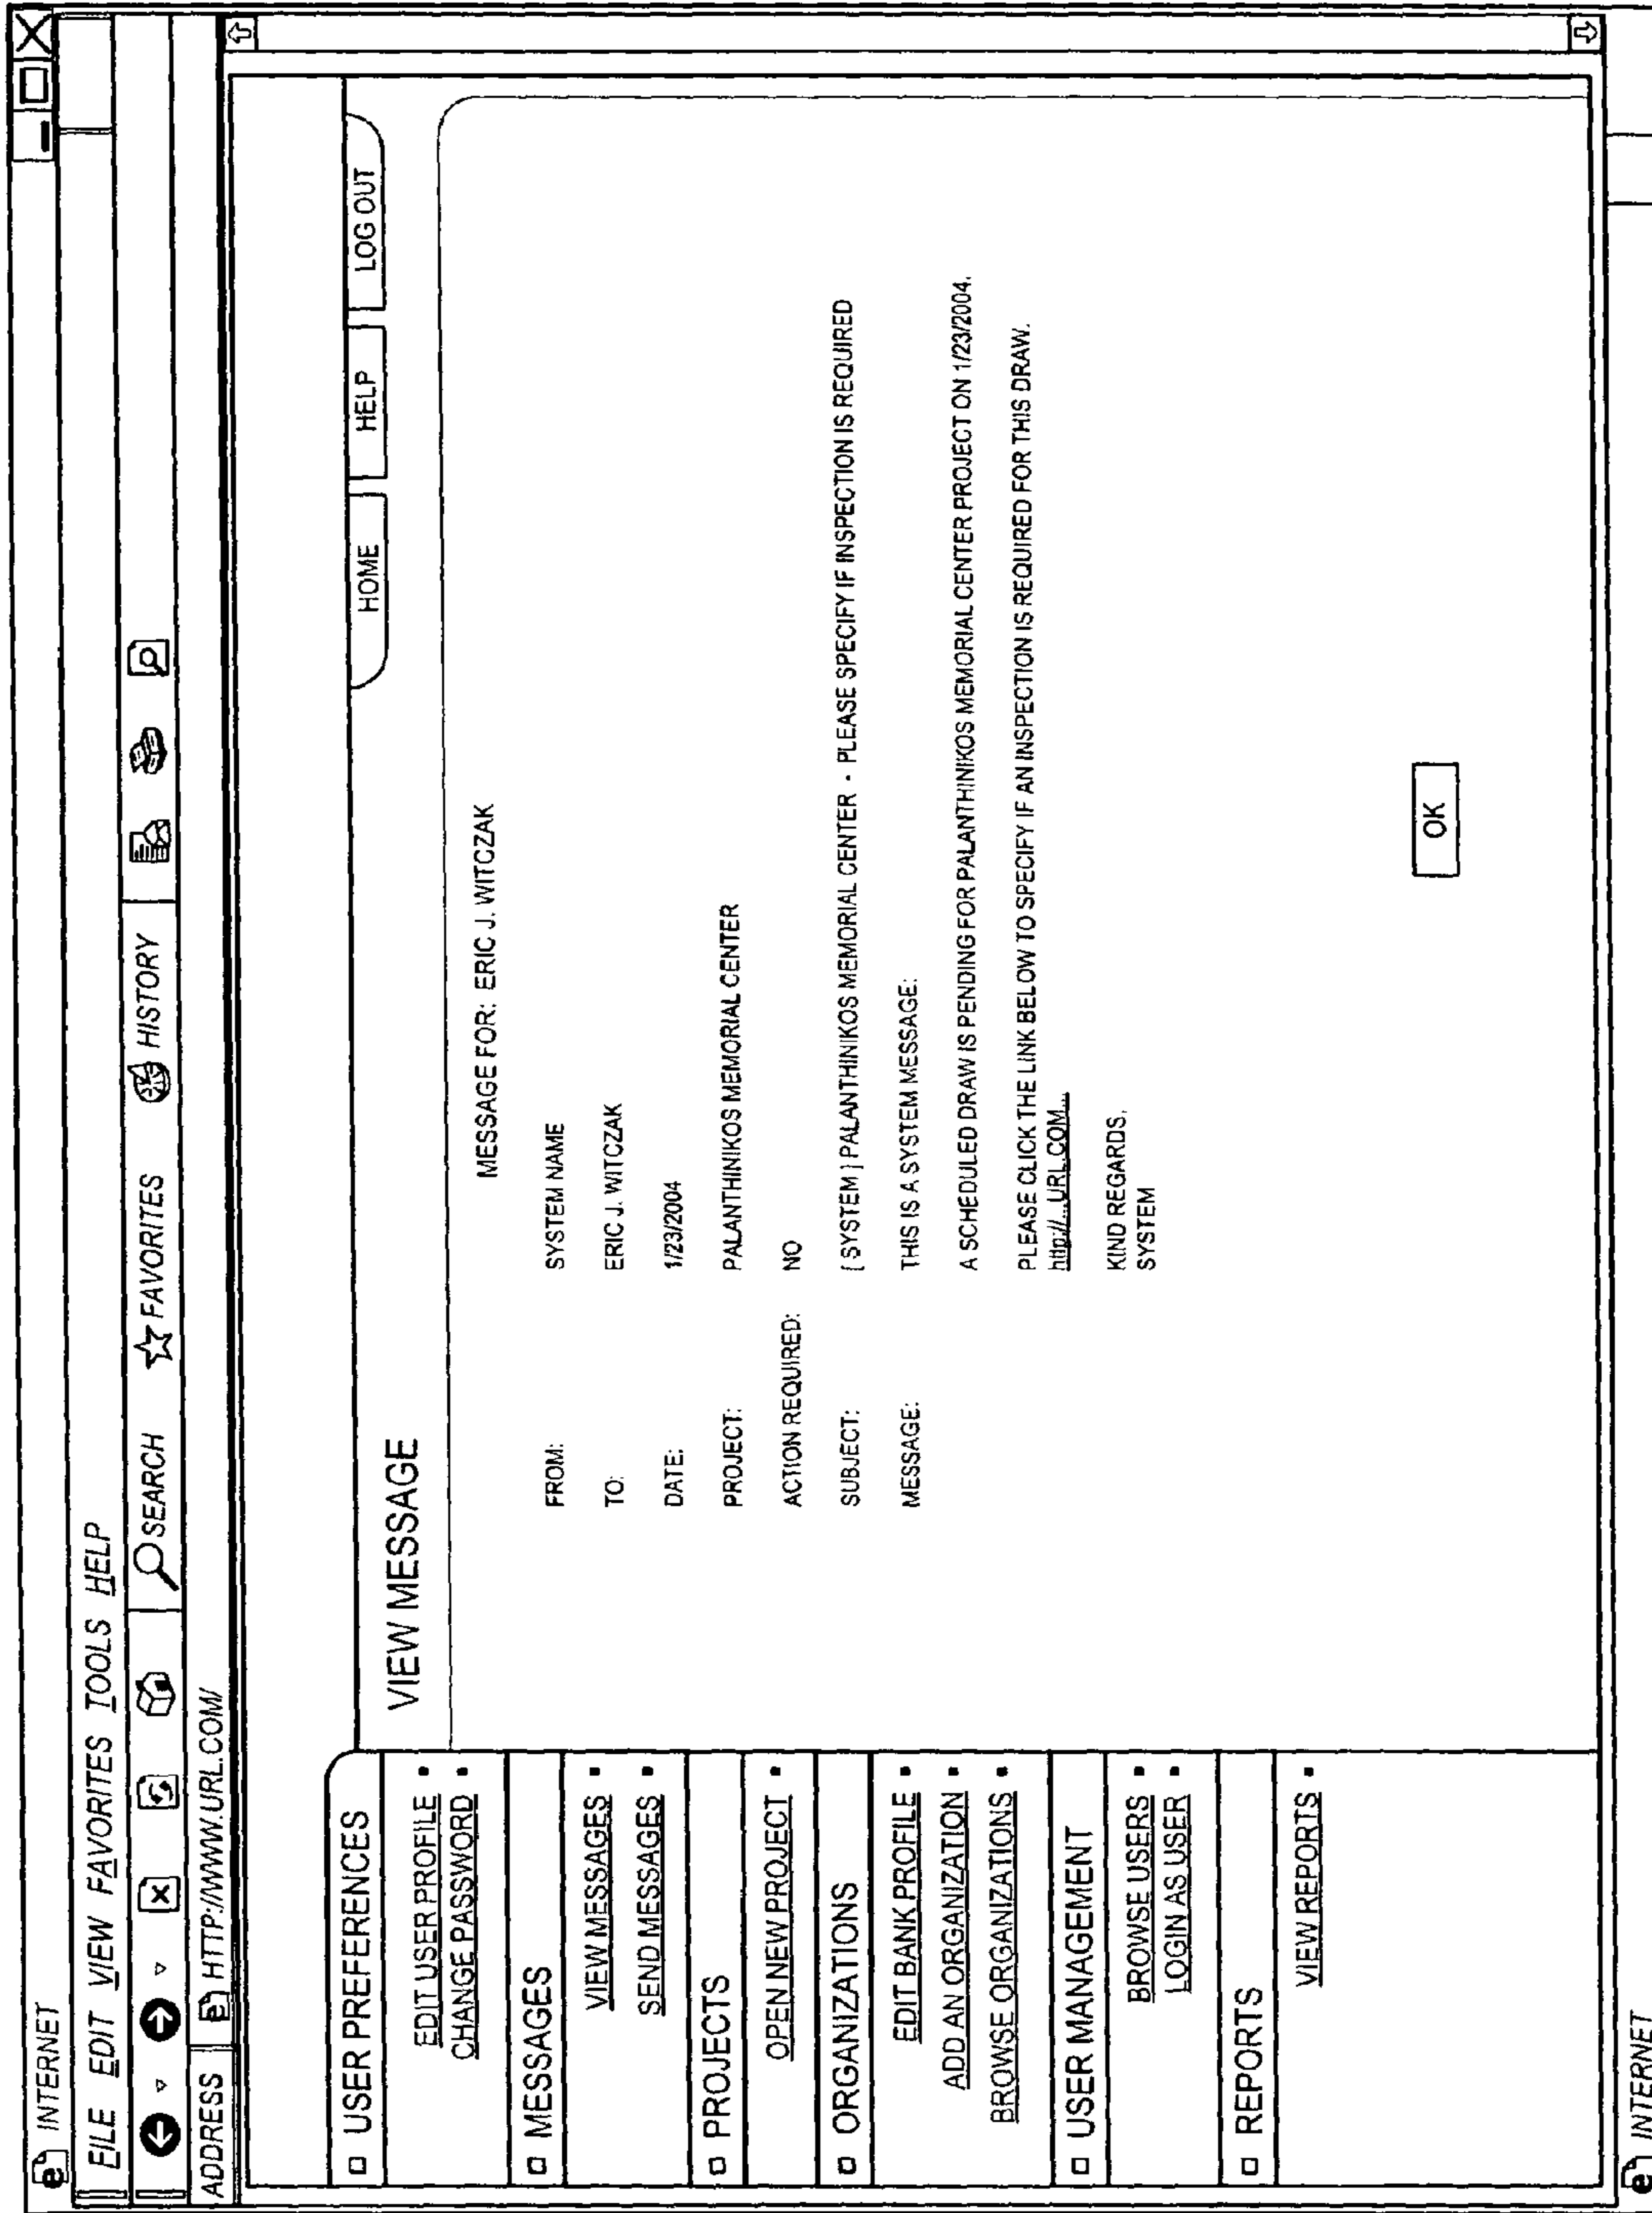 INTERNET
FILE EDIT VIEW FAVORITES TOOLS HELP
SEARCH FAVORITES HISTORY
ADDRESS HTTP://WWW.URL.COM/
HOME HELP LOG OUT
USER PREFERENCES
EDIT USER PROFILE
CHANGE PASSWORD
MESSAGES
VIEW MESSAGES
SEND MESSAGES
PROJECTS
OPEN NEW PROJECT
ORGANIZATIONS
EDIT BANK PROFILE
ADD AN ORGANIZATION
BROWSE ORGANIZATIONS
USER MANAGEMENT
BROWSE USERS
LOGIN AS USER
REPORTS
VIEW REPORTS
VIEW MESSAGE
MESSAGE FOR: ERIC J. WITCZAK
FROM: SYSTEM NAME
TO: ERIC J. WITCZAK
DATE: 1/23/2004
PROJECT: PALANTHINIKOS MEMORIAL CENTER
ACTION REQUIRED: NO
SUBJECT: [ SYSTEM ] PALANTHINIKOS MEMORIAL CENTER - PLEASE SPECIFY IF INSPECTION IS REQUIRED
MESSAGE: THIS IS A SYSTEM MESSAGE:
A SCHEDULED DRAW IS PENDING FOR PALANTHINIKOS MEMORIAL CENTER PROJECT ON 1/23/2004.
PLEASE CLICK THE LINK BELOW TO SPECIFY IF AN INSPECTION IS REQUIRED FOR THIS DRAW.
http://...URL.COM...
KIND REGARDS,
SYSTEM
OK
INTERNET